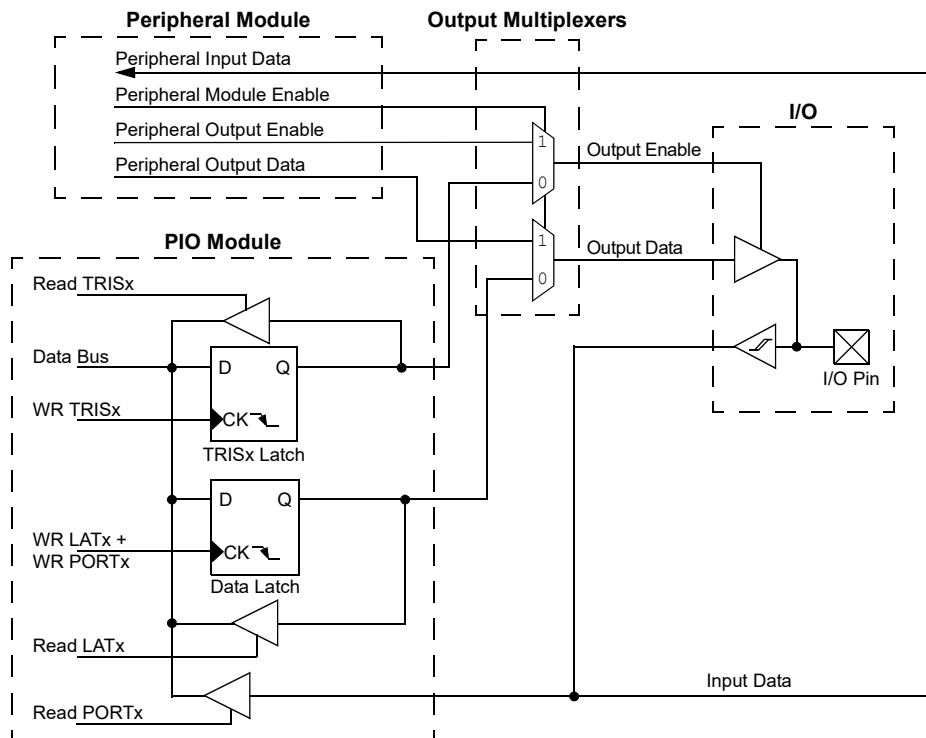 Peripheral Module
Output Multiplexers
Peripheral Input Data
Peripheral Module Enable
Peripheral Output Enable
Peripheral Output Data
1
0
Output Enable
I/O
1
0
Output Data
PIO Module
Read TRISx
Data Bus
D Q
WR TRISx
CK
TRISx Latch
I/O Pin
D Q
WR LATx +
WR PORTx
CK
Data Latch
Read LATx
Input Data
Read PORTx